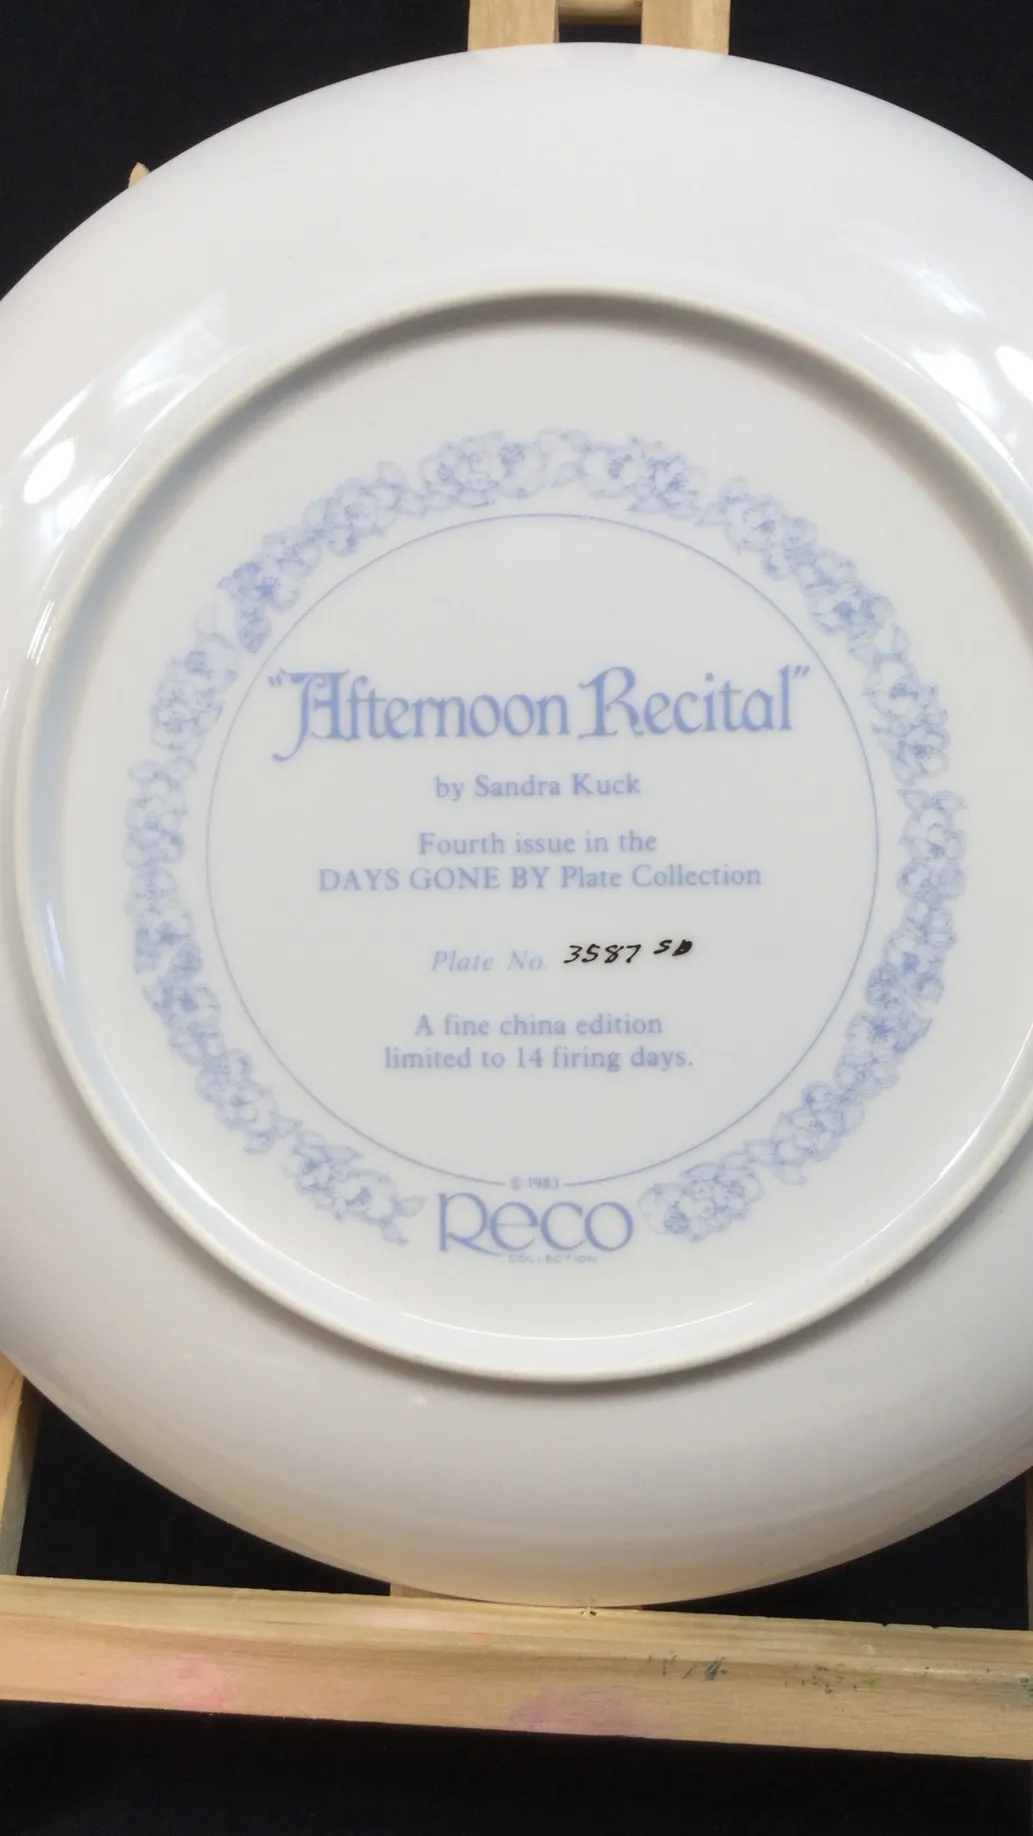 "Afternoon Recital"
by Sandra Kuck
Fourth issue in the
DAYS GONE BY Plate Collection
Plate No. 3587 SD
A fine china edition
limited to 14 firing days.
© 1983
Reco
COLLECTION